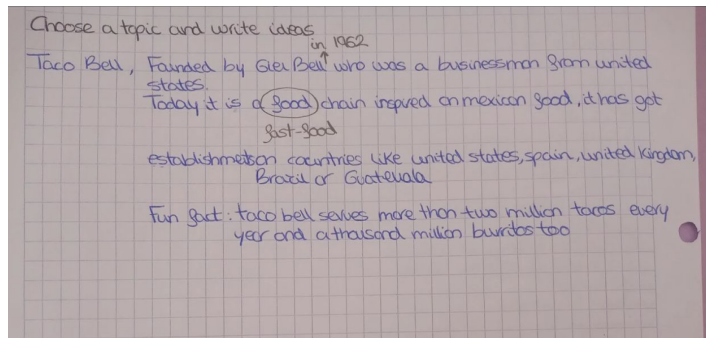 Choose a topic and write ideas
in 1962
Taco Bell, Founded by Glen Bell who was a businessman from united
states.
Today it is a food chain inspired on mexican food, it has got
fast-food
establishmets on countries like united states, spain, united Kingdom,
Brazil or Guatevala
Fun fact: taco bell serves more than two million tacos every
year and a thousand million burritos too